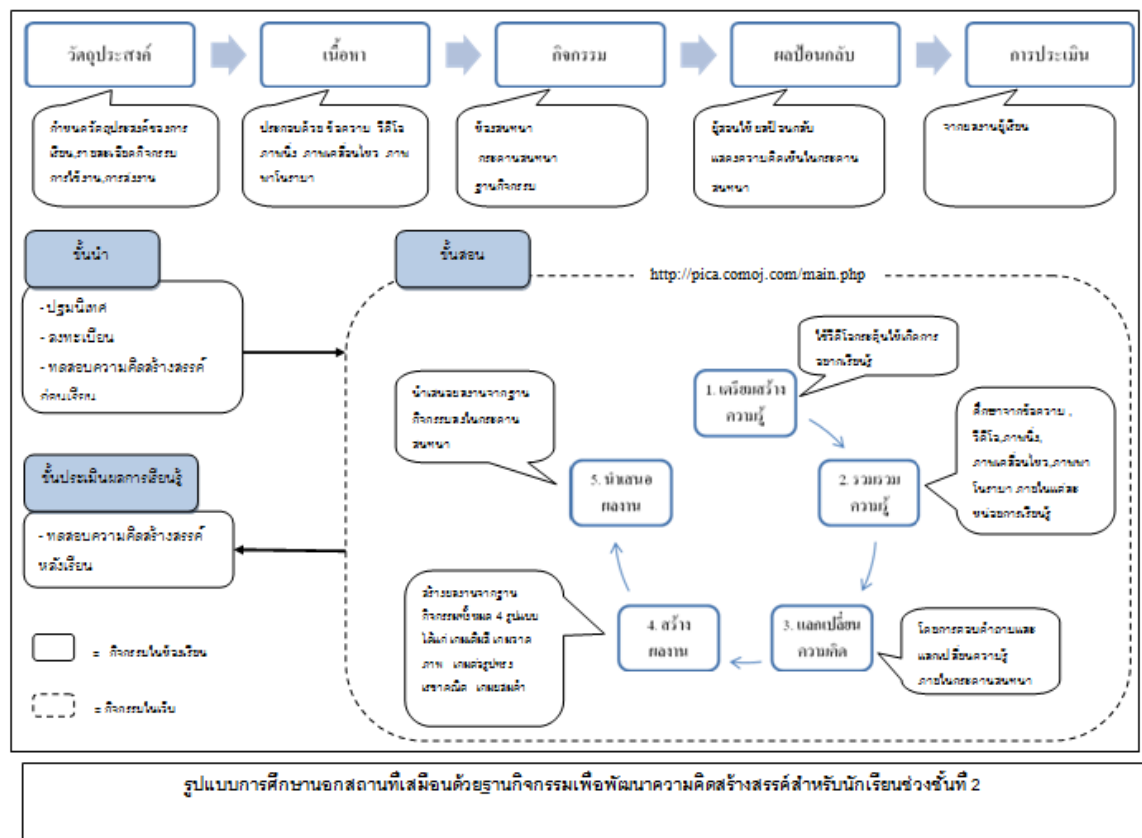 วัตถุประสงค์
เนื้อหา
กิจกรรม
ผลป้อนกลับ
การประเมิน
กำหนดวัตถุประสงค์ของการ
เรียน,รายละเอียดกิจกรรม
การใช้งาน,การส่งงาน
ประกอบด้วย ข้อความ วีดีโอ
ภาพนิ่ง ภาพเคลื่อนไหว ภาพ
พาโนรามา
ห้องสนทนา
กระดานสนทนา
ฐานกิจกรรม
ผู้สอนให้ ผลป้อนกลับ
แสดงความคิดเห็นในกระดาน
สนทนา
จากผลงานผู้เรียน
ขั้นนำ
- ปฐมนิเทศ
- ลงทะเบียน
- ทดสอบความคิดสร้างสรรค์
ก่อนเรียน
ขั้นสอน
http://pica.comoj.com/main.php
ใช้วีดีโอกระตุ้นให้เกิดการ
อยากเรียนรู้
1. เตรียมสร้าง
ความรู้
ศึกษาจากข้อความ ,
วีดีโอ,ภาพนิ่ง,
ภาพเคลื่อนไหว,ภาพพา
โนรามา ภายในแต่ละ
หน่วยการเรียนรู้
2. รวมรวม
ความรู้
นำเสนอผลงานจากฐาน
กิจกรรมลงในกระดาน
สนทนา
5. นำเสนอ
ผลงาน
ขั้นประเมินผลการเรียนรู้
- ทดสอบความคิดสร้างสรรค์
หลังเรียน
สร้างผลงานจากฐาน
กิจกรรมทั้งหมด 4 รูปแบบ
ได้แก่ เกมเติมสี เกมวาด
ภาพ เกมต่อรูปทรง
เรขาคณิต เกมผสมคำ
4. สร้าง
ผลงาน
3. แลกเปลี่ยน
ความคิด
โดยการตอบคำถามและ
แลกเปลี่ยนความรู้
ภายในกระดานสนทนา
= กิจกรรมในห้องเรียน
= กิจกรรมในเว็บ
รูปแบบการศึกษานอกสถานที่เสมือนด้วยฐานกิจกรรมเพื่อพัฒนาความคิดสร้างสรรค์สำหรับนักเรียนช่วงชั้นที่ 2